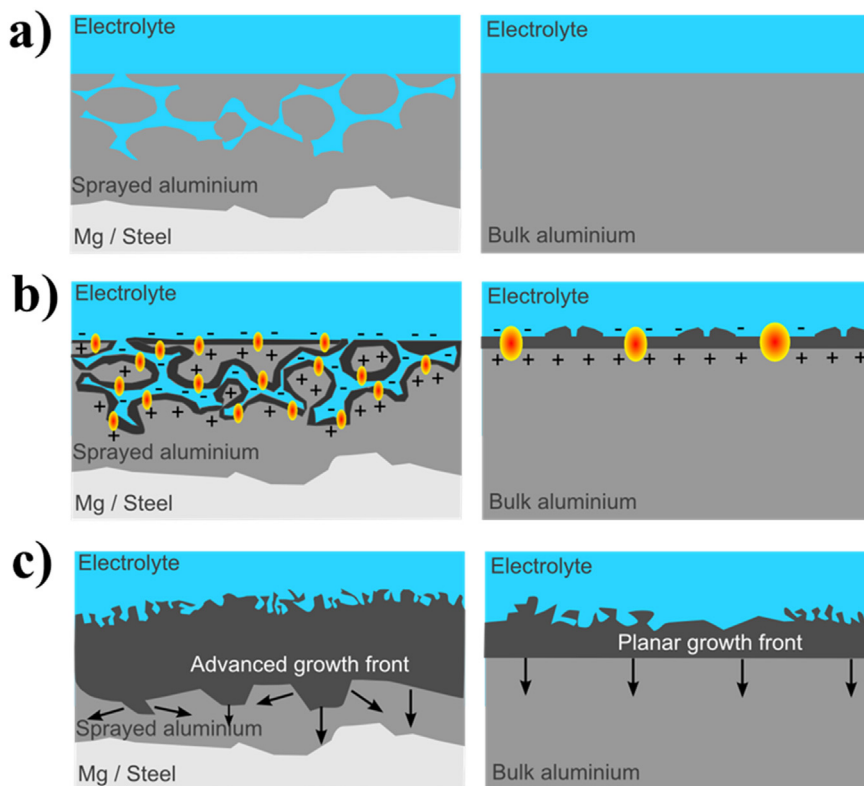 a)
Electrolyte
Sprayed aluminium
Mg / Steel
Electrolyte
Bulk aluminium
b)
Electrolyte
Sprayed aluminium
Mg / Steel
Electrolyte
Bulk aluminium
c)
Electrolyte
Advanced growth front
Sprayed aluminium
Mg / Steel
Electrolyte
Planar growth front
Bulk aluminium